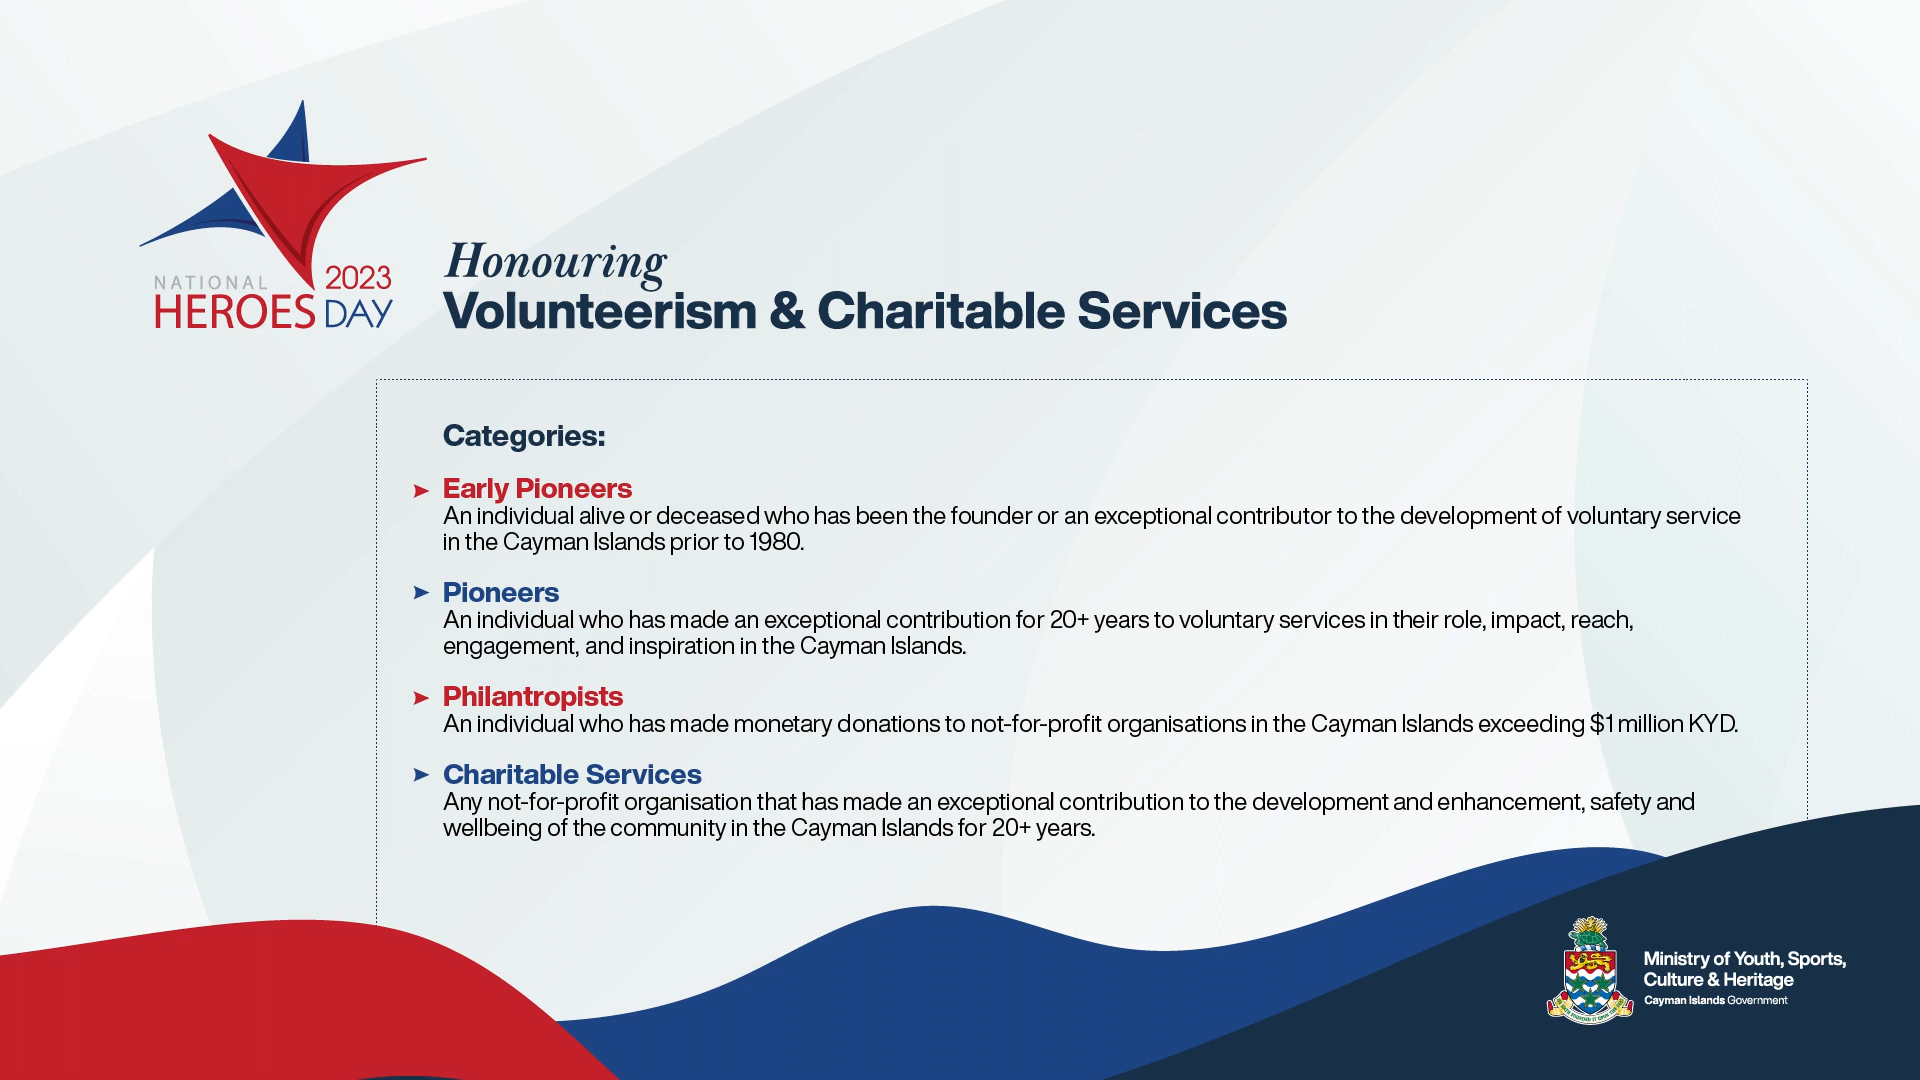 NATIONAL
HEROES
2023
DAY
Honouring
Volunteerism & Charitable Services
Categories:
Early Pioneers
An individual alive or deceased who has been the founder or an exceptional contributor to the development of voluntary service
in the Cayman Islands prior to 1980.
Pioneers
An individual who has made an exceptional contribution for 20+ years to voluntary services in their role, impact, reach,
engagement, and inspiration in the Cayman Islands.
Philantropists
An individual who has made monetary donations to not-for-profit organisations in the Cayman Islands exceeding $1 million KYD.
Charitable Services
Any not-for-profit organisation that has made an exceptional contribution to the development and enhancement, safety and
wellbeing of the community in the Cayman Islands for 20+ years.
Ministry of Youth, Sports,
Culture & Heritage
Cayman Islands Government